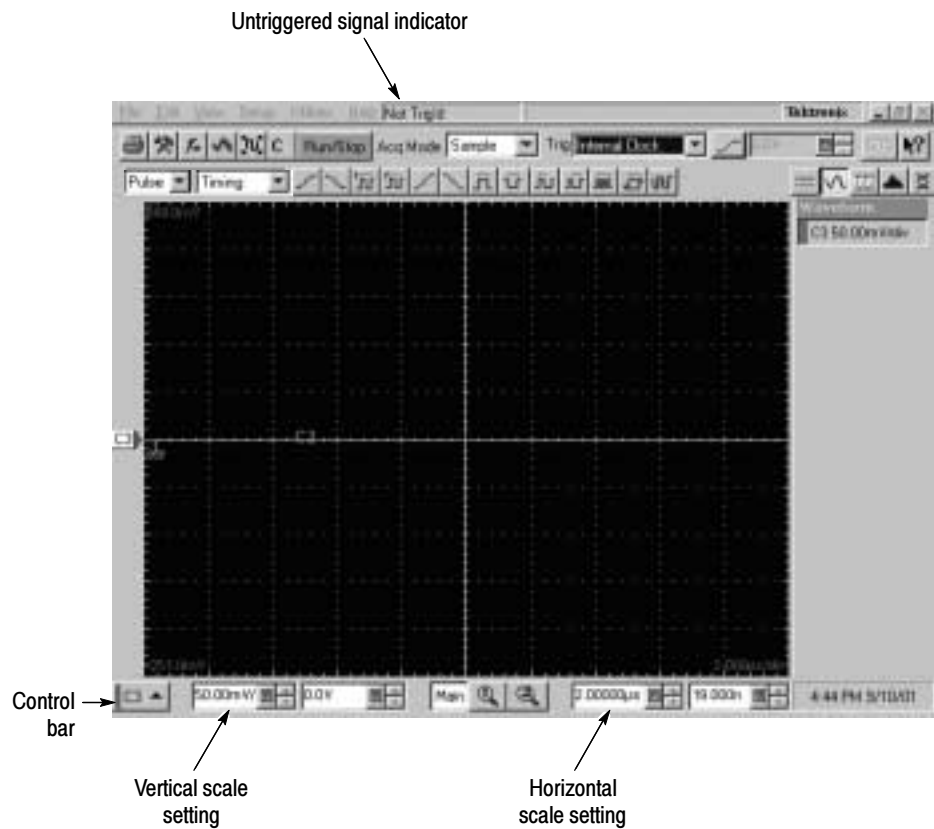 Untriggered signal indicator
File Edit View Setup Utilities Help Not Trig'd Tektronix
C Run/Stop Acq Mode Sample Trig Internal Clock
Pulse Timing
Waveform
C3 50.00mV/div
Control bar
50.00mV 0.0V Main 2.00000µs 19.000n 4:44 PM 5/10/01
Vertical scale setting
Horizontal scale setting